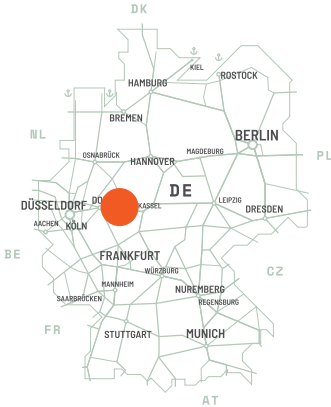 DK
KIEL
ROSTOCK
HAMBURG
BREMEN
NL
BERLIN
OSNABRÜCK
HANNOVER
MAGDEBURG
PL
DE
DÜSSELDORF
KASSEL
LEIPZIG
DRESDEN
AACHEN
KÖLN
BE
FRANKFURT
WÜRZBURG
CZ
MANNHEIM
NUREMBERG
SAARBRÜCKEN
REGENSBURG
FR
STUTTGART
MUNICH
AT